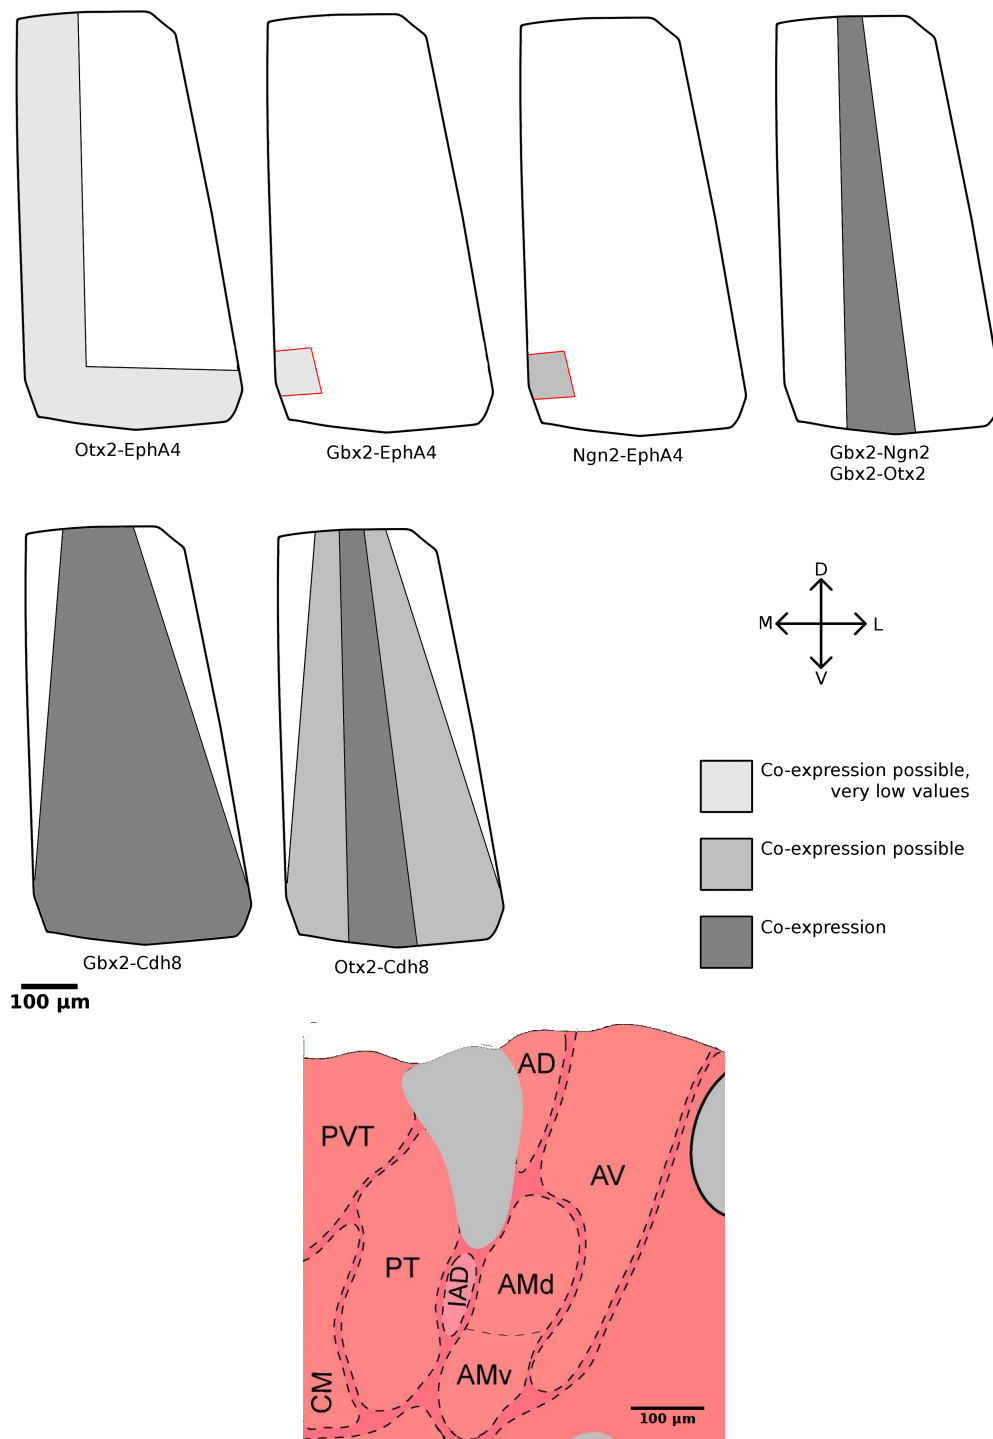 Otx2-EphA4
Gbx2-EphA4
Ngn2-EphA4
Gbx2-Ngn2
Gbx2-Otx2
D
M
L
V
Co-expression possible,
very low values
Co-expression possible
Co-expression
Gbx2-Cdh8
Otx2-Cdh8
100 µm
AD
PVT
AV
PT
IAD
AMd
AMv
CM
100 µm